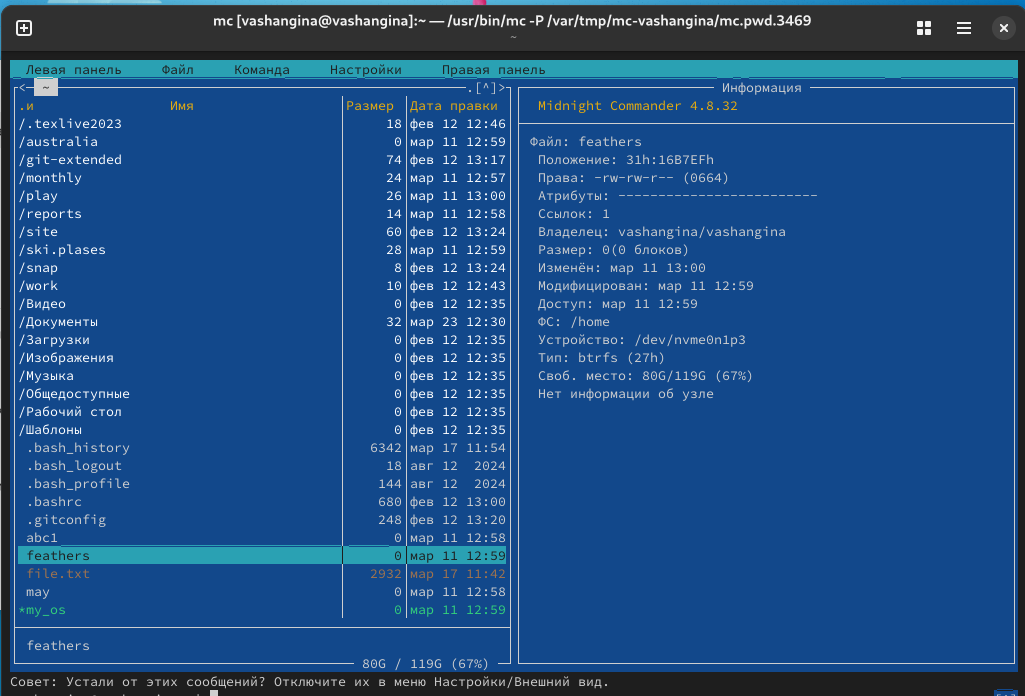 mc [vashangina@vashangina]:~ — /usr/bin/mc -P /var/tmp/mc-vashangina/mc.pwd.3469
~
Левая панель Файл Команда Настройки Правая панель
<─ ~ .[^]>
.и Имя Размер Дата правки
/.texlive2023 18 фев 12 12:46
/australia 0 мар 11 12:59
/git-extended 74 фев 12 13:17
/monthly 24 мар 11 12:57
/play 26 мар 11 13:00
/reports 14 мар 11 12:58
/site 60 фев 12 13:24
/ski.plases 28 мар 11 12:59
/snap 8 фев 12 13:24
/work 10 фев 12 12:43
/Видео 0 фев 12 12:35
/Документы 32 мар 23 12:30
/Загрузки 0 фев 12 12:35
/Изображения 0 фев 12 12:35
/Музыка 0 фев 12 12:35
/Общедоступные 0 фев 12 12:35
/Рабочий стол 0 фев 12 12:35
/Шаблоны 0 фев 12 12:35
.bash_history 6342 мар 17 11:54
.bash_logout 18 авг 12 2024
.bash_profile 144 авг 12 2024
.bashrc 680 фев 12 13:00
.gitconfig 248 фев 12 13:20
abc1 0 мар 11 12:58
feathers 0 мар 11 12:59
file.txt 2932 мар 17 11:42
may 0 мар 11 12:58
*my_os 0 мар 11 12:59
feathers
80G / 119G (67%)
Информация
Midnight Commander 4.8.32
Файл: feathers
Положение: 31h:16B7EFh
Права: -rw-rw-r-- (0664)
Атрибуты: -------------------------
Ссылок: 1
Владелец: vashangina/vashangina
Размер: 0(0 блоков)
Изменён: мар 11 13:00
Модифицирован: мар 11 12:59
Доступ: мар 11 12:59
ФС: /home
Устройство: /dev/nvme0n1p3
Тип: btrfs (27h)
Своб. место: 80G/119G (67%)
Нет информации об узле
Совет: Устали от этих сообщений? Отключите их в меню Настройки/Внешний вид.